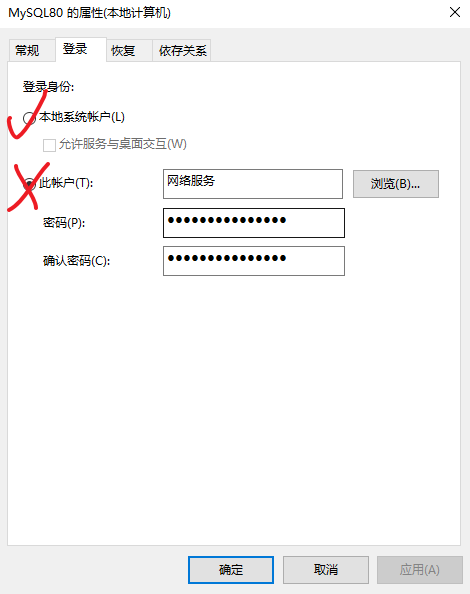 MySQL80 的属性(本地计算机)
常规 登录 恢复 依存关系
登录身份:
本地系统帐户(L)
允许服务与桌面交互(W)
此帐户(T): 网络服务 浏览(B)...
密码(P): ●●●●●●●●●●●●●●●
确认密码(C): ●●●●●●●●●●●●●●●
确定 取消 应用(A)